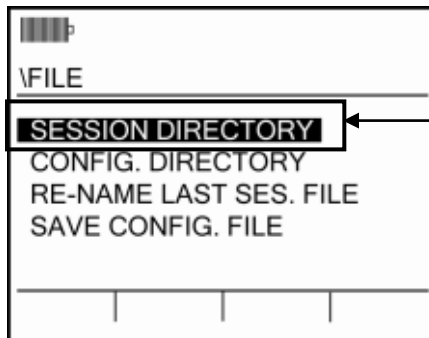 \FILE
SESSION DIRECTORY
CONFIG. DIRECTORY
RE-NAME LAST SES. FILE
SAVE CONFIG. FILE